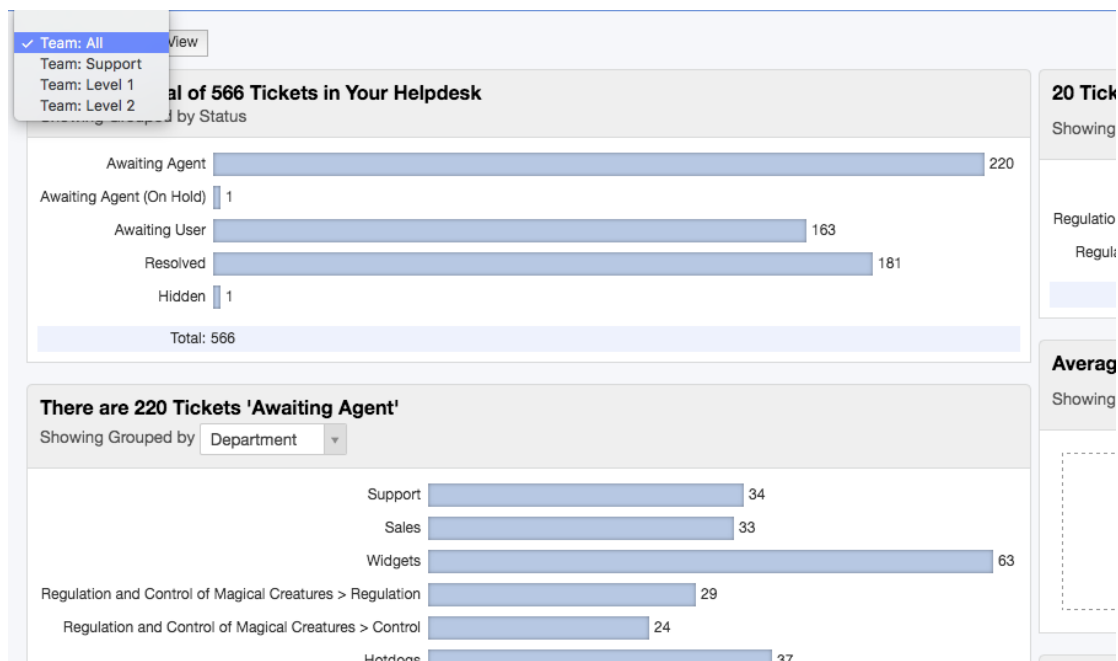 ✓ Team: All
Team: Support
Team: Level 1
Team: Level 2
View
al of 566 Tickets in Your Helpdesk
Showing Grouped by Status
Awaiting Agent 220
Awaiting Agent (On Hold) 1
Awaiting User 163
Resolved 181
Hidden 1
Total: 566
There are 220 Tickets 'Awaiting Agent'
Showing Grouped by Department
Support 34
Sales 33
Widgets 63
Regulation and Control of Magical Creatures > Regulation 29
Regulation and Control of Magical Creatures > Control 24
Hotdogs 37
20 Tick
Showing
Regulatio
Regula
Averag
Showing